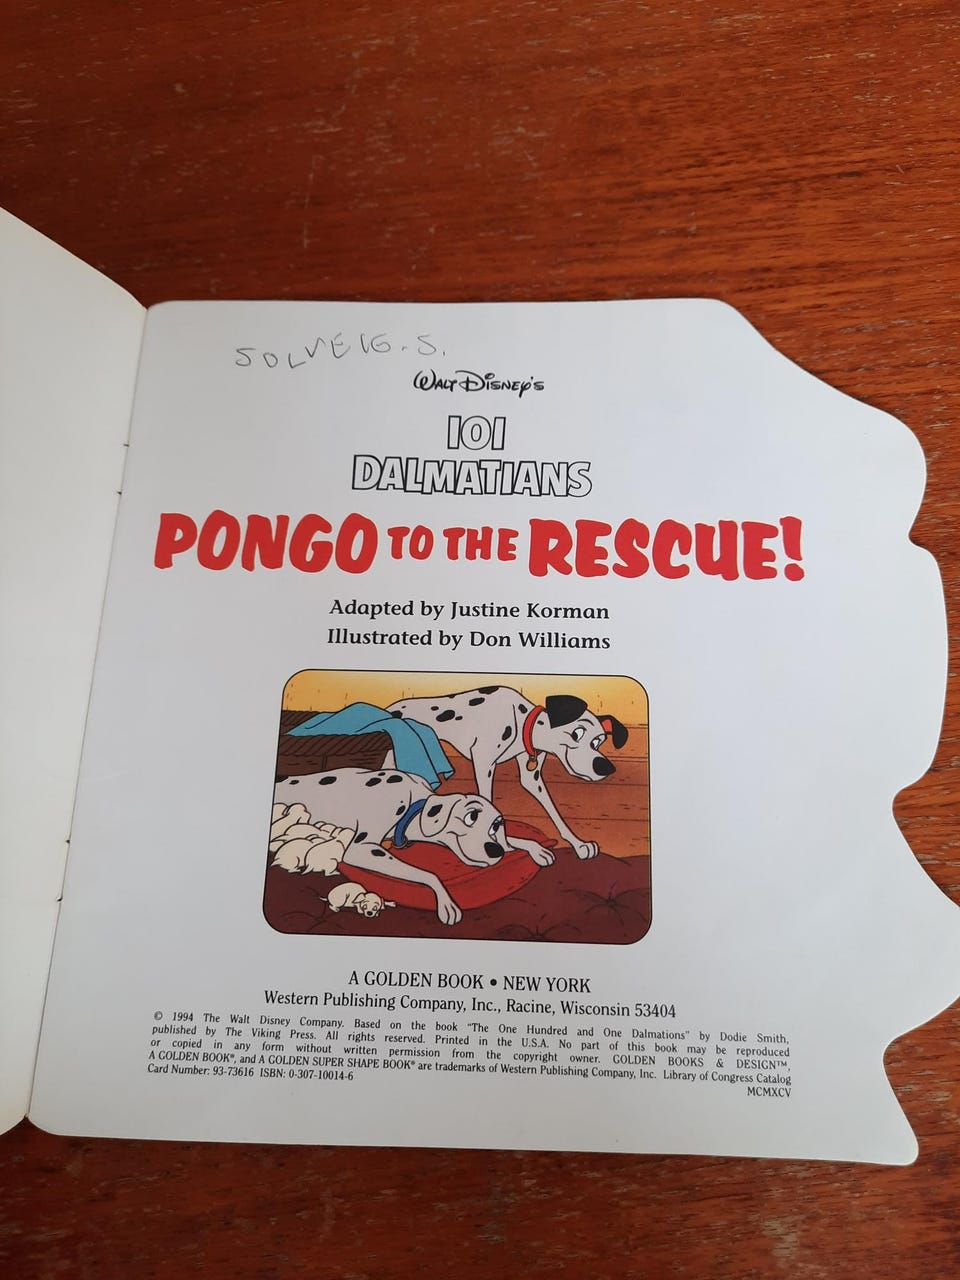 SOLVEIG.S.
WALT DISNEY'S
101
DALMATIANS
PONGO TO THE RESCUE!
Adapted by Justine Korman
Illustrated by Don Williams
A GOLDEN BOOK • NEW YORK
Western Publishing Company, Inc., Racine, Wisconsin 53404
© 1994 The Walt Disney Company. Based on the book "The One Hundred and One Dalmations" by Dodie Smith,
published by The Viking Press. All rights reserved. Printed in the U.S.A. No part of this book may be reproduced
or copied in any form without written permission from the copyright owner. GOLDEN BOOKS & DESIGN™,
A GOLDEN BOOK®, and A GOLDEN SUPER SHAPE BOOK® are trademarks of Western Publishing Company, Inc. Library of Congress Catalog
Card Number: 93-73616 ISBN: 0-307-10014-6
MCMXCV